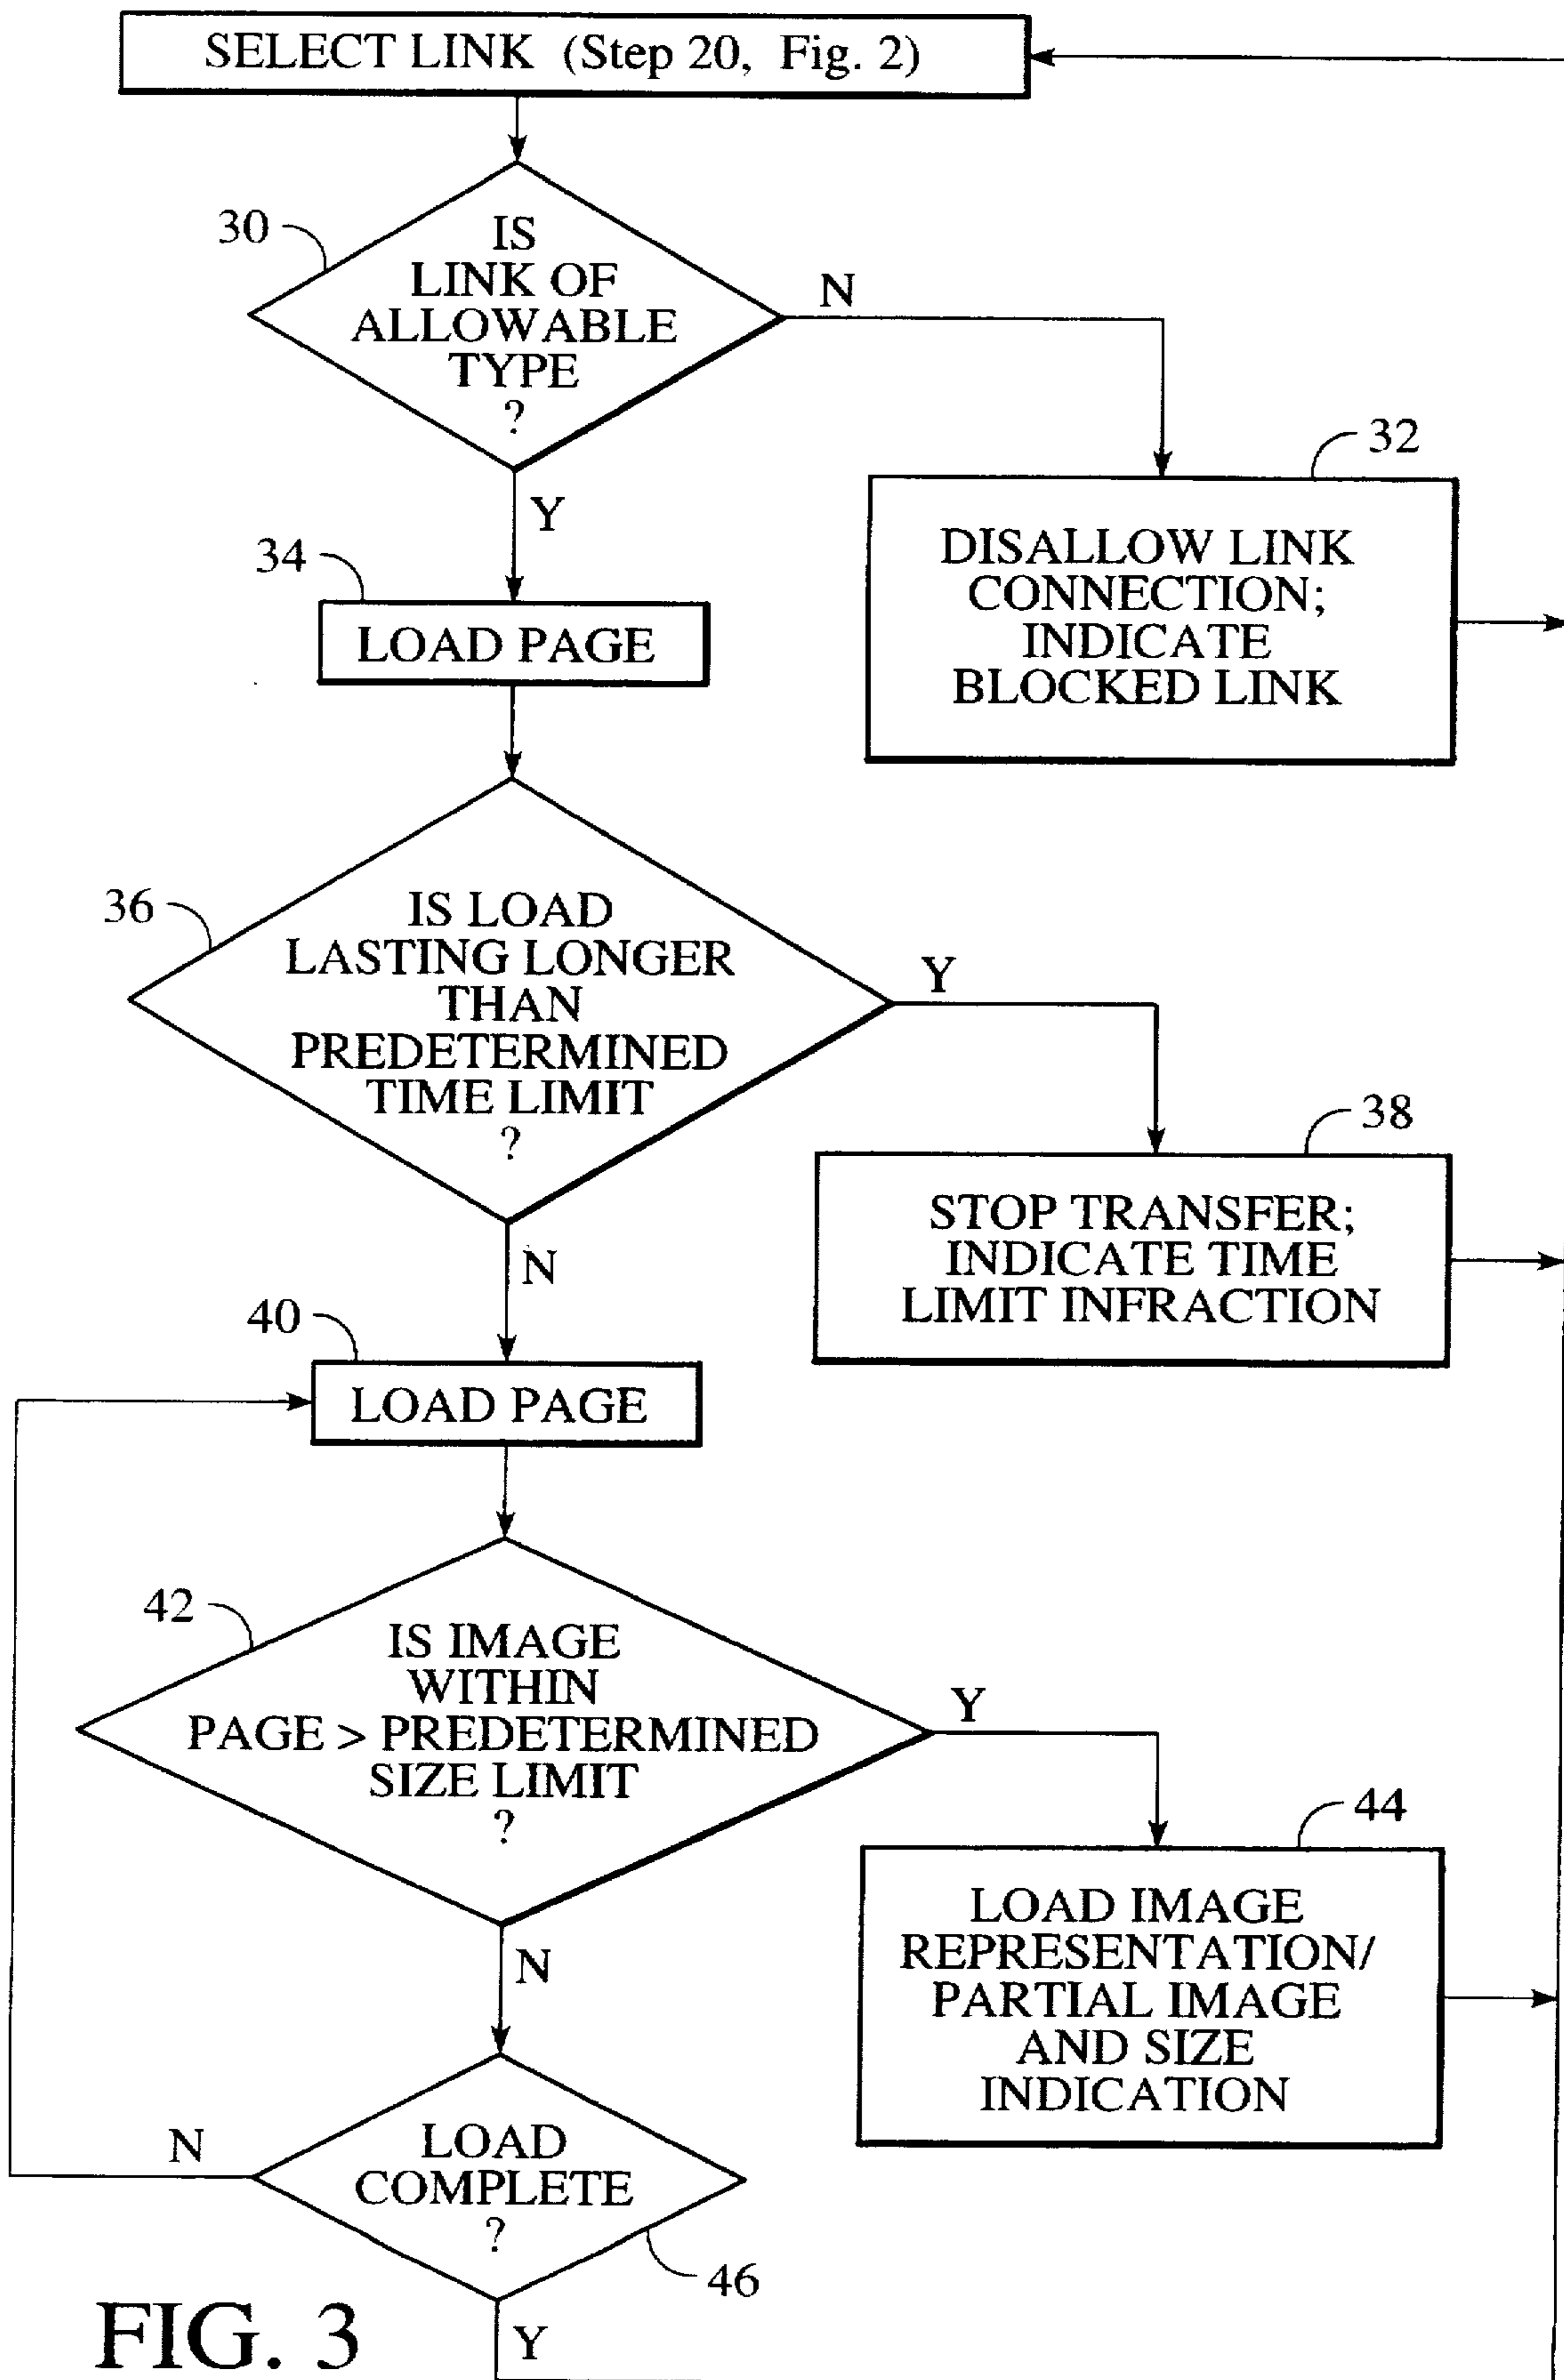 SELECT LINK (Step 20, Fig. 2)
30
IS
LINK OF
ALLOWABLE
TYPE
?
N
Y
32
DISALLOW LINK
CONNECTION;
INDICATE
BLOCKED LINK
34
LOAD PAGE
36
IS LOAD
LASTING LONGER
THAN
PREDETERMINED
TIME LIMIT
?
Y
N
38
STOP TRANSFER;
INDICATE TIME
LIMIT INFRACTION
40
LOAD PAGE
42
IS IMAGE
WITHIN
PAGE > PREDETERMINED
SIZE LIMIT
?
Y
N
44
LOAD IMAGE
REPRESENTATION/
PARTIAL IMAGE
AND SIZE
INDICATION
N
LOAD
COMPLETE
?
46
Y
FIG. 3